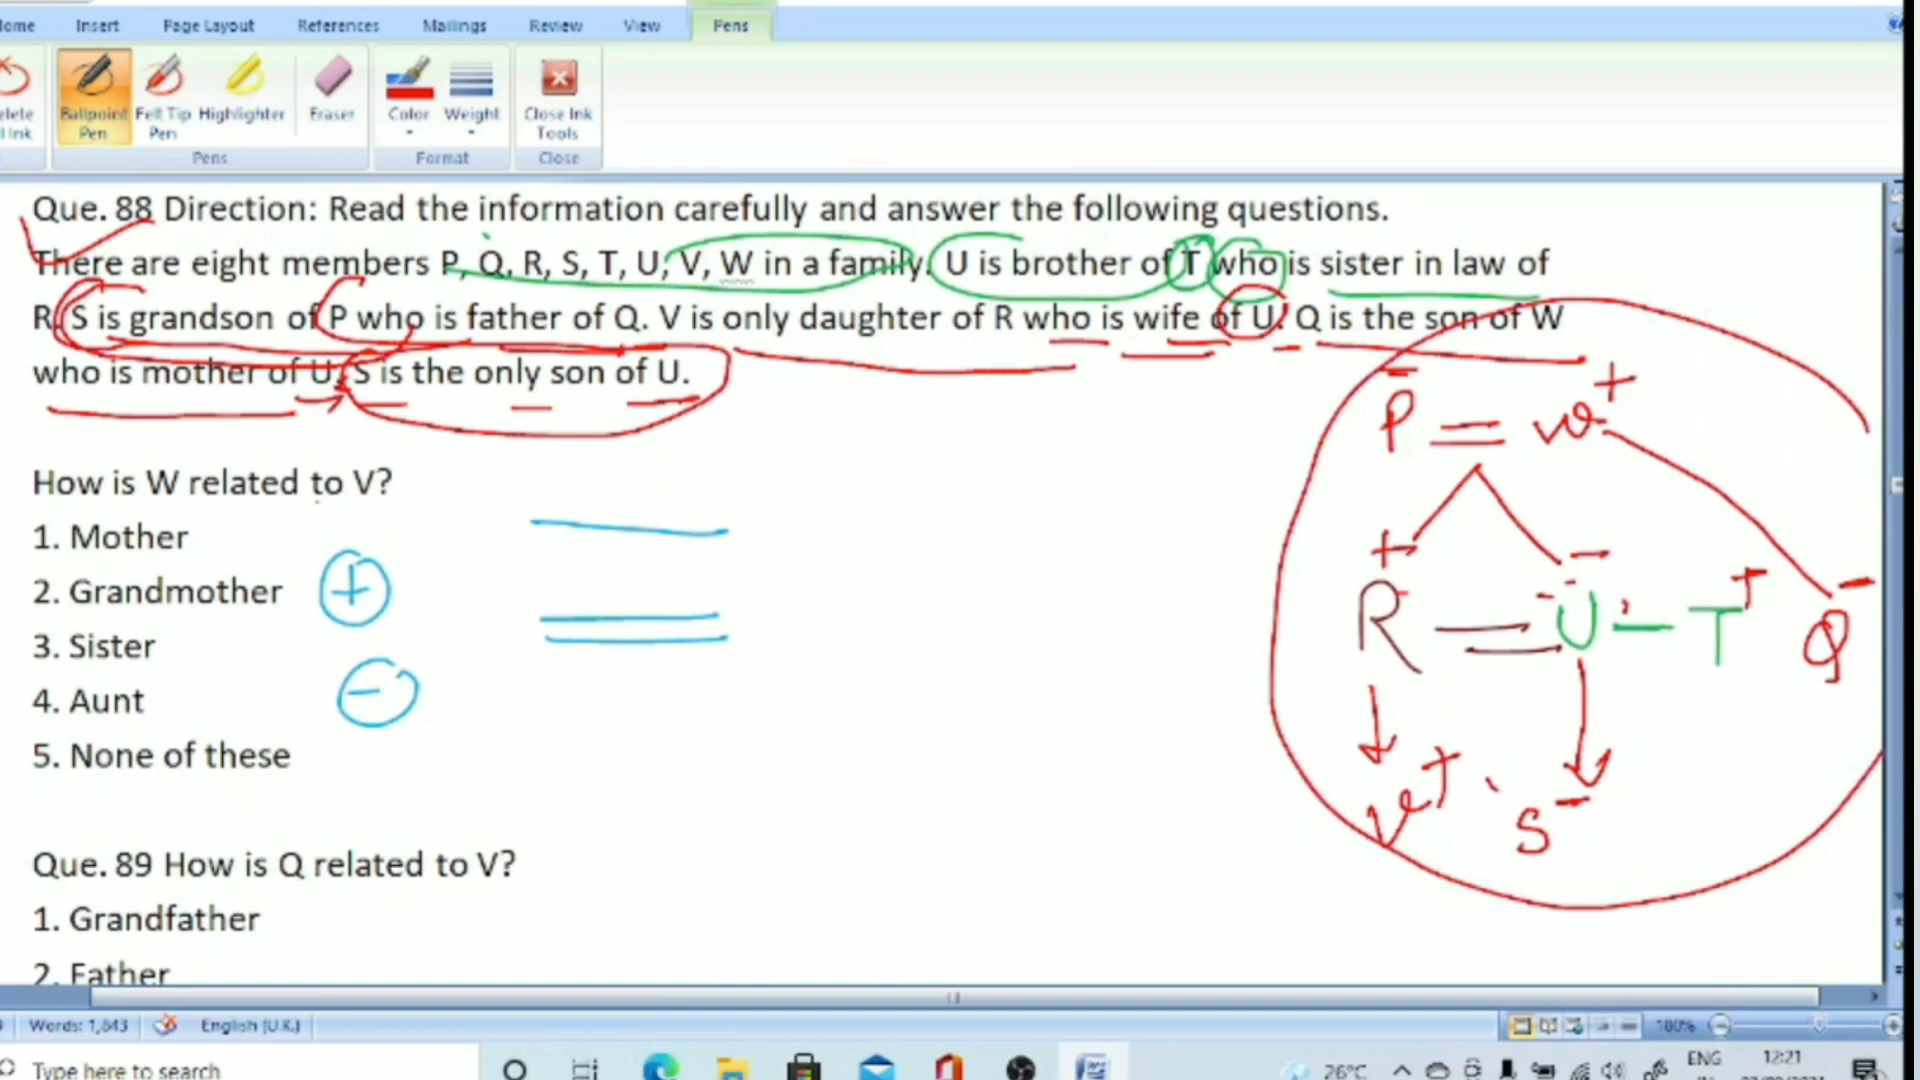 Home Insert Page Layout References Mailings Review View Pens
Ballpoint Pen Felt Tip Pen Highlighter Eraser Color Weight Close Ink Tools
Pens Format Close
Que. 88 Direction: Read the information carefully and answer the following questions.
There are eight members P, Q, R, S, T, U, V, W in a family. U is brother of T who is sister in law of
R. S is grandson of P who is father of Q. V is only daughter of R who is wife of U. Q is the son of W
who is mother of U. S is the only son of U.
P = W +
How is W related to V?
1. Mother
2. Grandmother +
3. Sister
4. Aunt -
5. None of these
+ -
R = U - T + Q -
V + S -
Que. 89 How is Q related to V?
1. Grandfather
2. Father
Words: 1,843 English (U.K.) 180%
Type here to search 26°C ENG 12:21